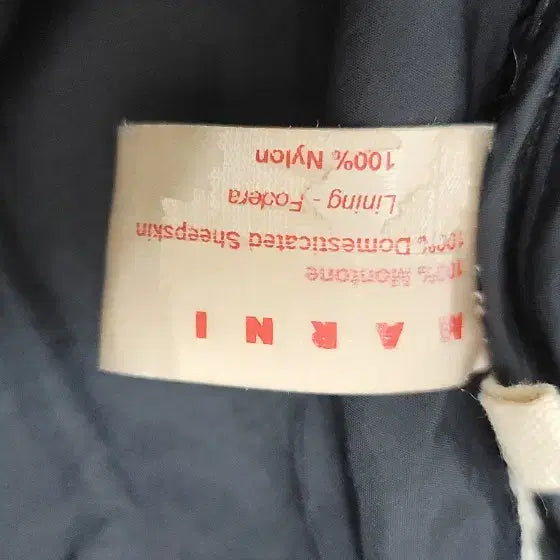 MARNI
100% Montone
100% Domesticated Sheepskin
Lining - Fodera
100% Nylon